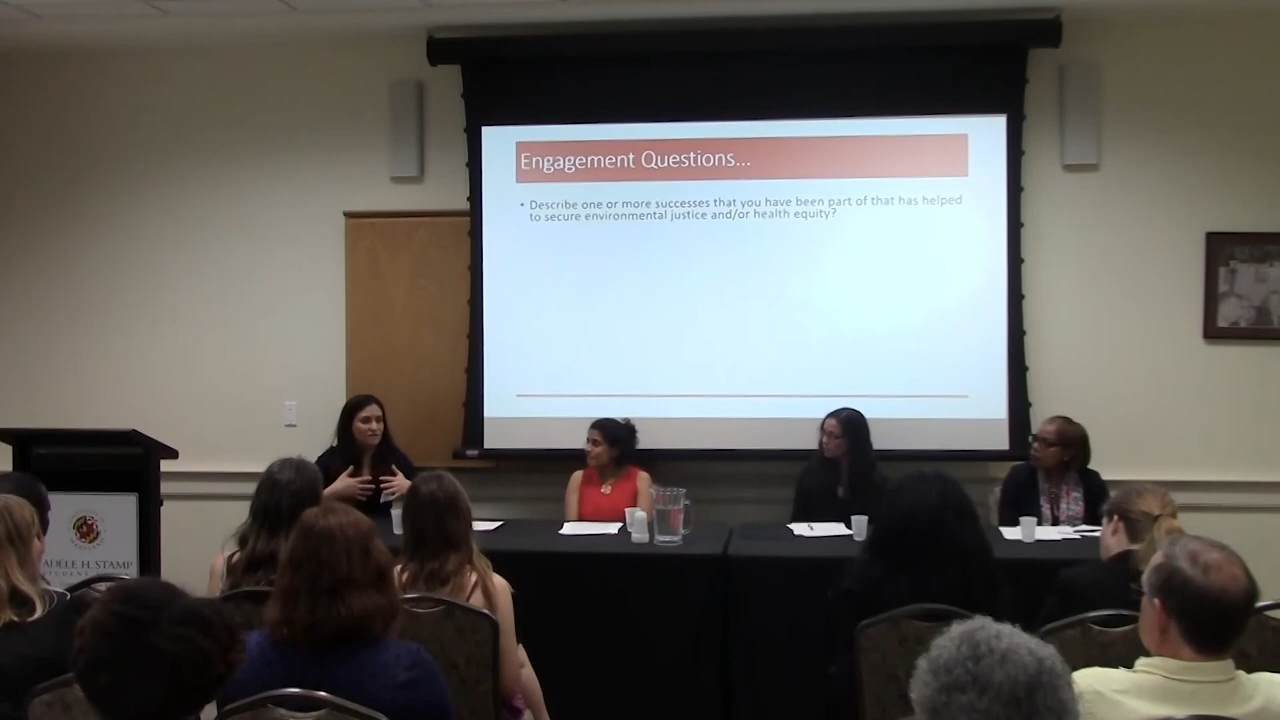 Engagement Questions...
• Describe one or more successes that you have been part of that has helped
to secure environmental justice and/or health equity?
ADELE H. STAMP